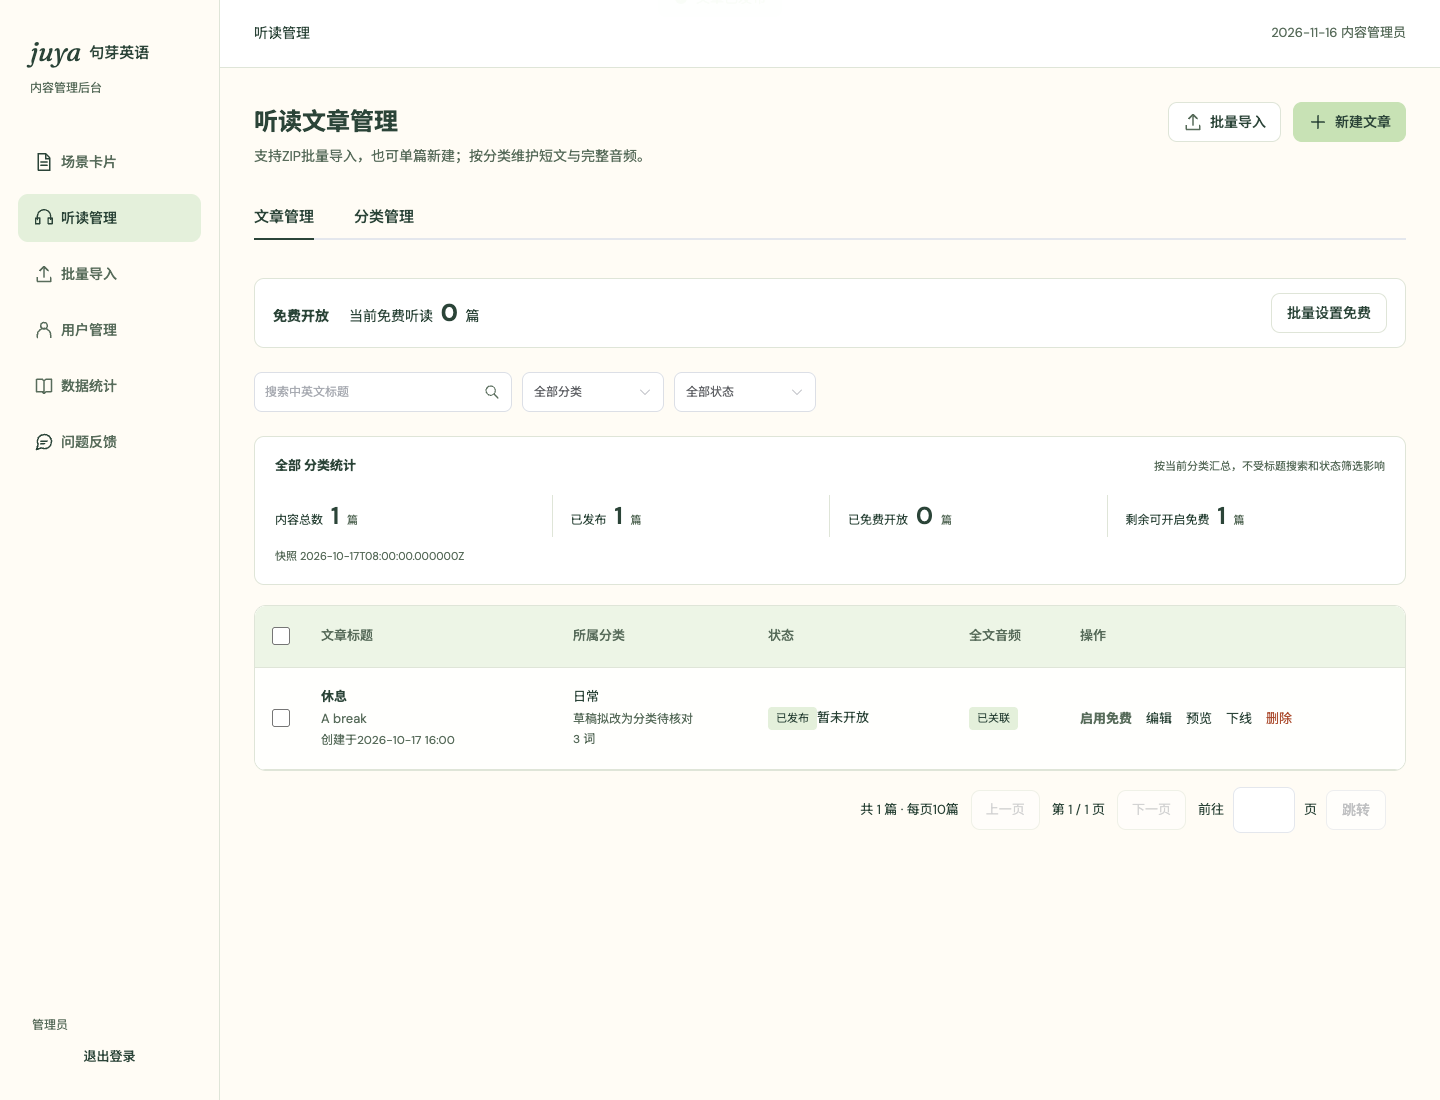 juya 句芽英语
内容管理后台
场景卡片
听读管理
批量导入
用户管理
数据统计
问题反馈
管理员
退出登录
听读管理
2026-11-16 内容管理员
听读文章管理
支持ZIP批量导入，也可单篇新建；按分类维护短文与完整音频。
批量导入
新建文章
文章管理
分类管理
免费开放 当前免费听读 0 篇
批量设置免费
搜索中英文标题
全部分类
全部状态
全部 分类统计
按当前分类汇总，不受标题搜索和状态筛选影响
内容总数 1 篇
已发布 1 篇
已免费开放 0 篇
剩余可开启免费 1 篇
快照 2026-10-17T08:00:00.000000Z
文章标题 所属分类 状态 全文音频 操作
休息
A break
创建于2026-10-17 16:00
日常
草稿拟改为分类待核对
3 词
已发布 暂未开放
已关联
启用免费 编辑 预览 下线 删除
共 1 篇 · 每页10篇 上一页 第 1 / 1 页 下一页 前往 页 跳转